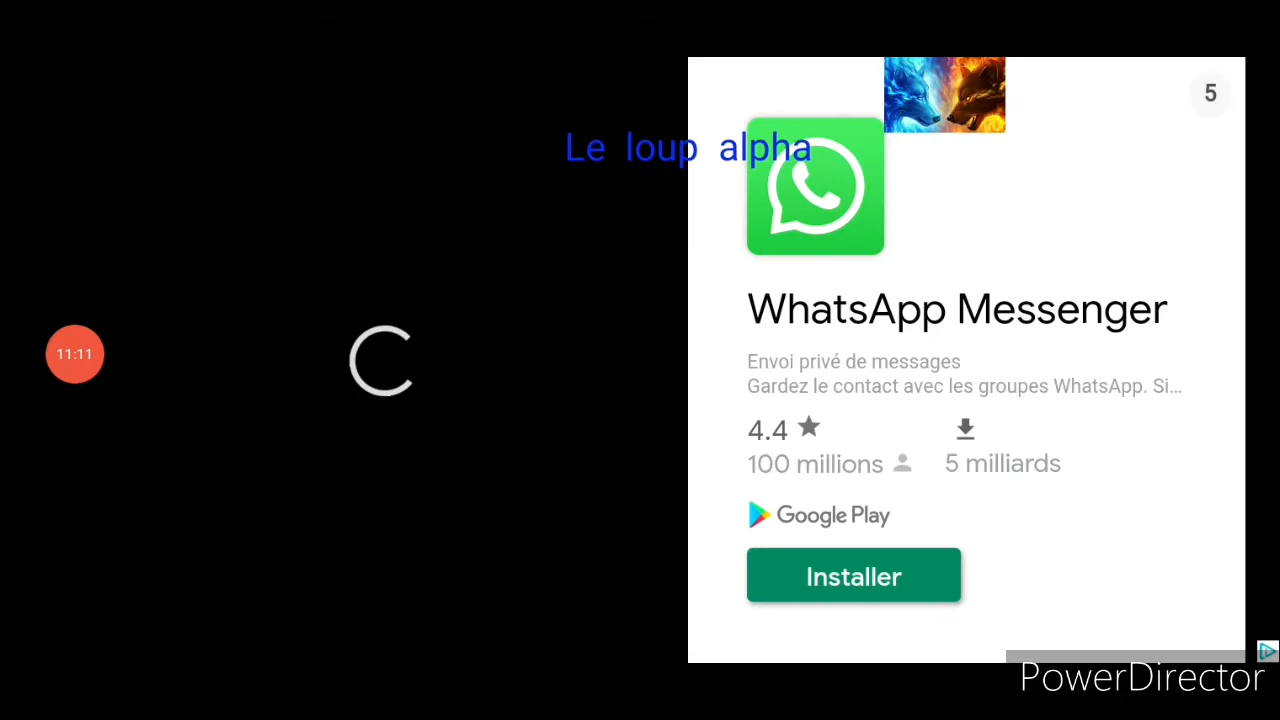 5
Le loup alpha
WhatsApp Messenger
11:11
Envoi privé de messages
Gardez le contact avec les groupes WhatsApp. Si...
4.4
100 millions
5 milliards
Google Play
Installer
PowerDirector